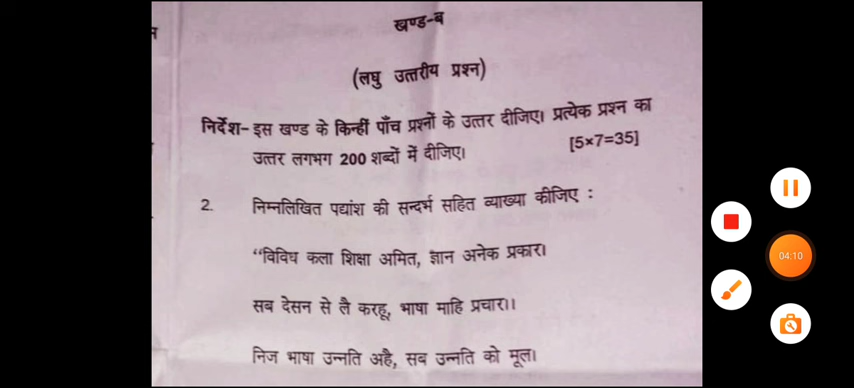 खण्ड-ब
(लघु उत्तरीय प्रश्न)
निर्देश- इस खण्ड के किन्हीं पाँच प्रश्नों के उत्तर दीजिए। प्रत्येक प्रश्न का
उत्तर लगभग 200 शब्दों में दीजिए। [5×7=35]
2. निम्नलिखित पद्यांश की सन्दर्भ सहित व्याख्या कीजिए :
“विविध कला शिक्षा अमित, ज्ञान अनेक प्रकार।
सब देसन से लै करहू, भाषा माहि प्रचार।।
निज भाषा उन्नति अहै, सब उन्नति को मूल।
04:10